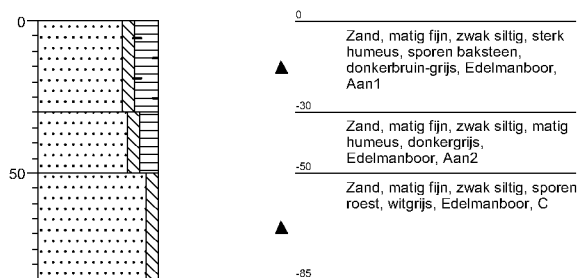 0
50
0
Zand, matig fijn, zwak siltig, sterk
humeus, sporen baksteen,
donkerbruin-grijs, Edelmanboor,
Aan1
-30
Zand, matig fijn, zwak siltig, matig
humeus, donkergrijs,
Edelmanboor, Aan2
-50
Zand, matig fijn, zwak siltig, sporen
roest, witgrijs, Edelmanboor, C
-85